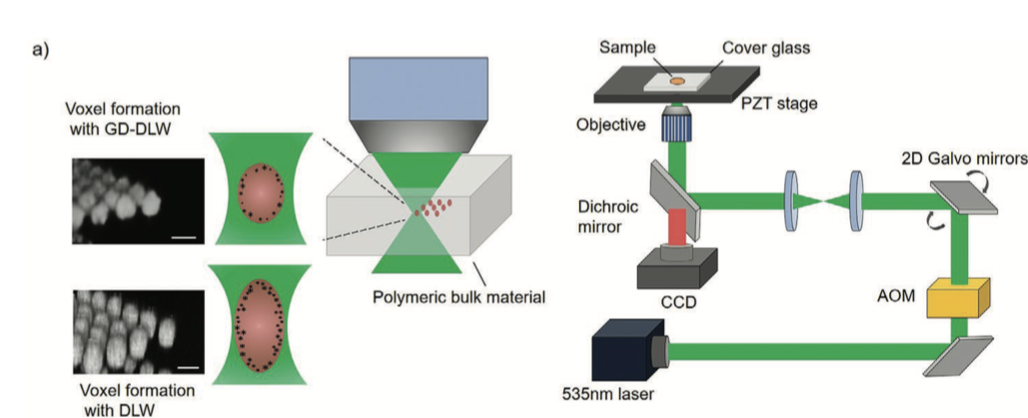 a)
Voxel formation
with GD-DLW
Voxel formation
with DLW
Polymeric bulk material
Sample
Cover glass
PZT stage
Objective
2D Galvo mirrors
Dichroic
mirror
CCD
AOM
535nm laser